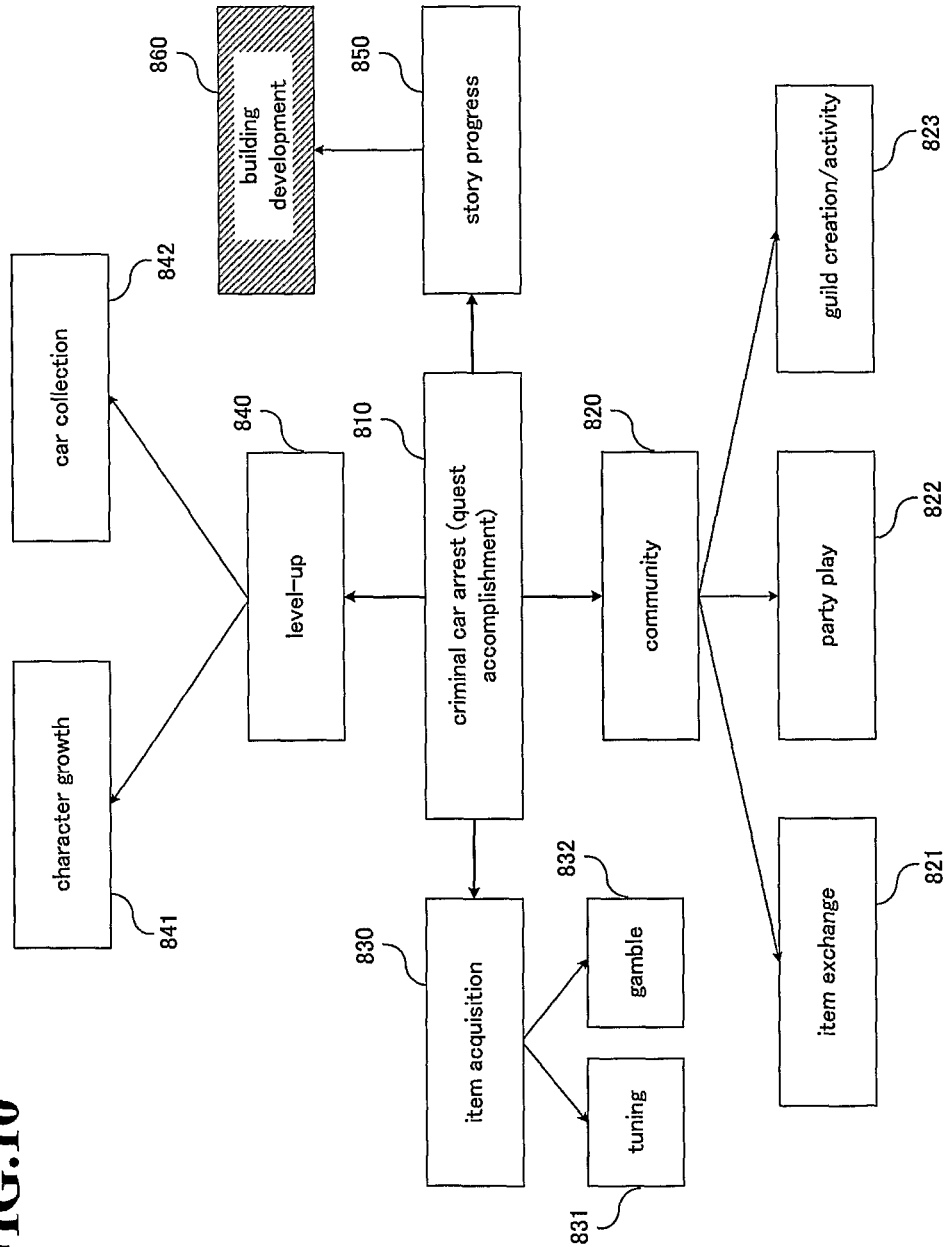 FIG.10
character growth
car collection
841
842
840
860
level-up
building
development
830
810
850
item acquisition
criminal car arrest (quest
accomplishment)
story progress
832
820
tuning
gamble
community
831
item exchange
party play
guild creation/activity
821
822
823